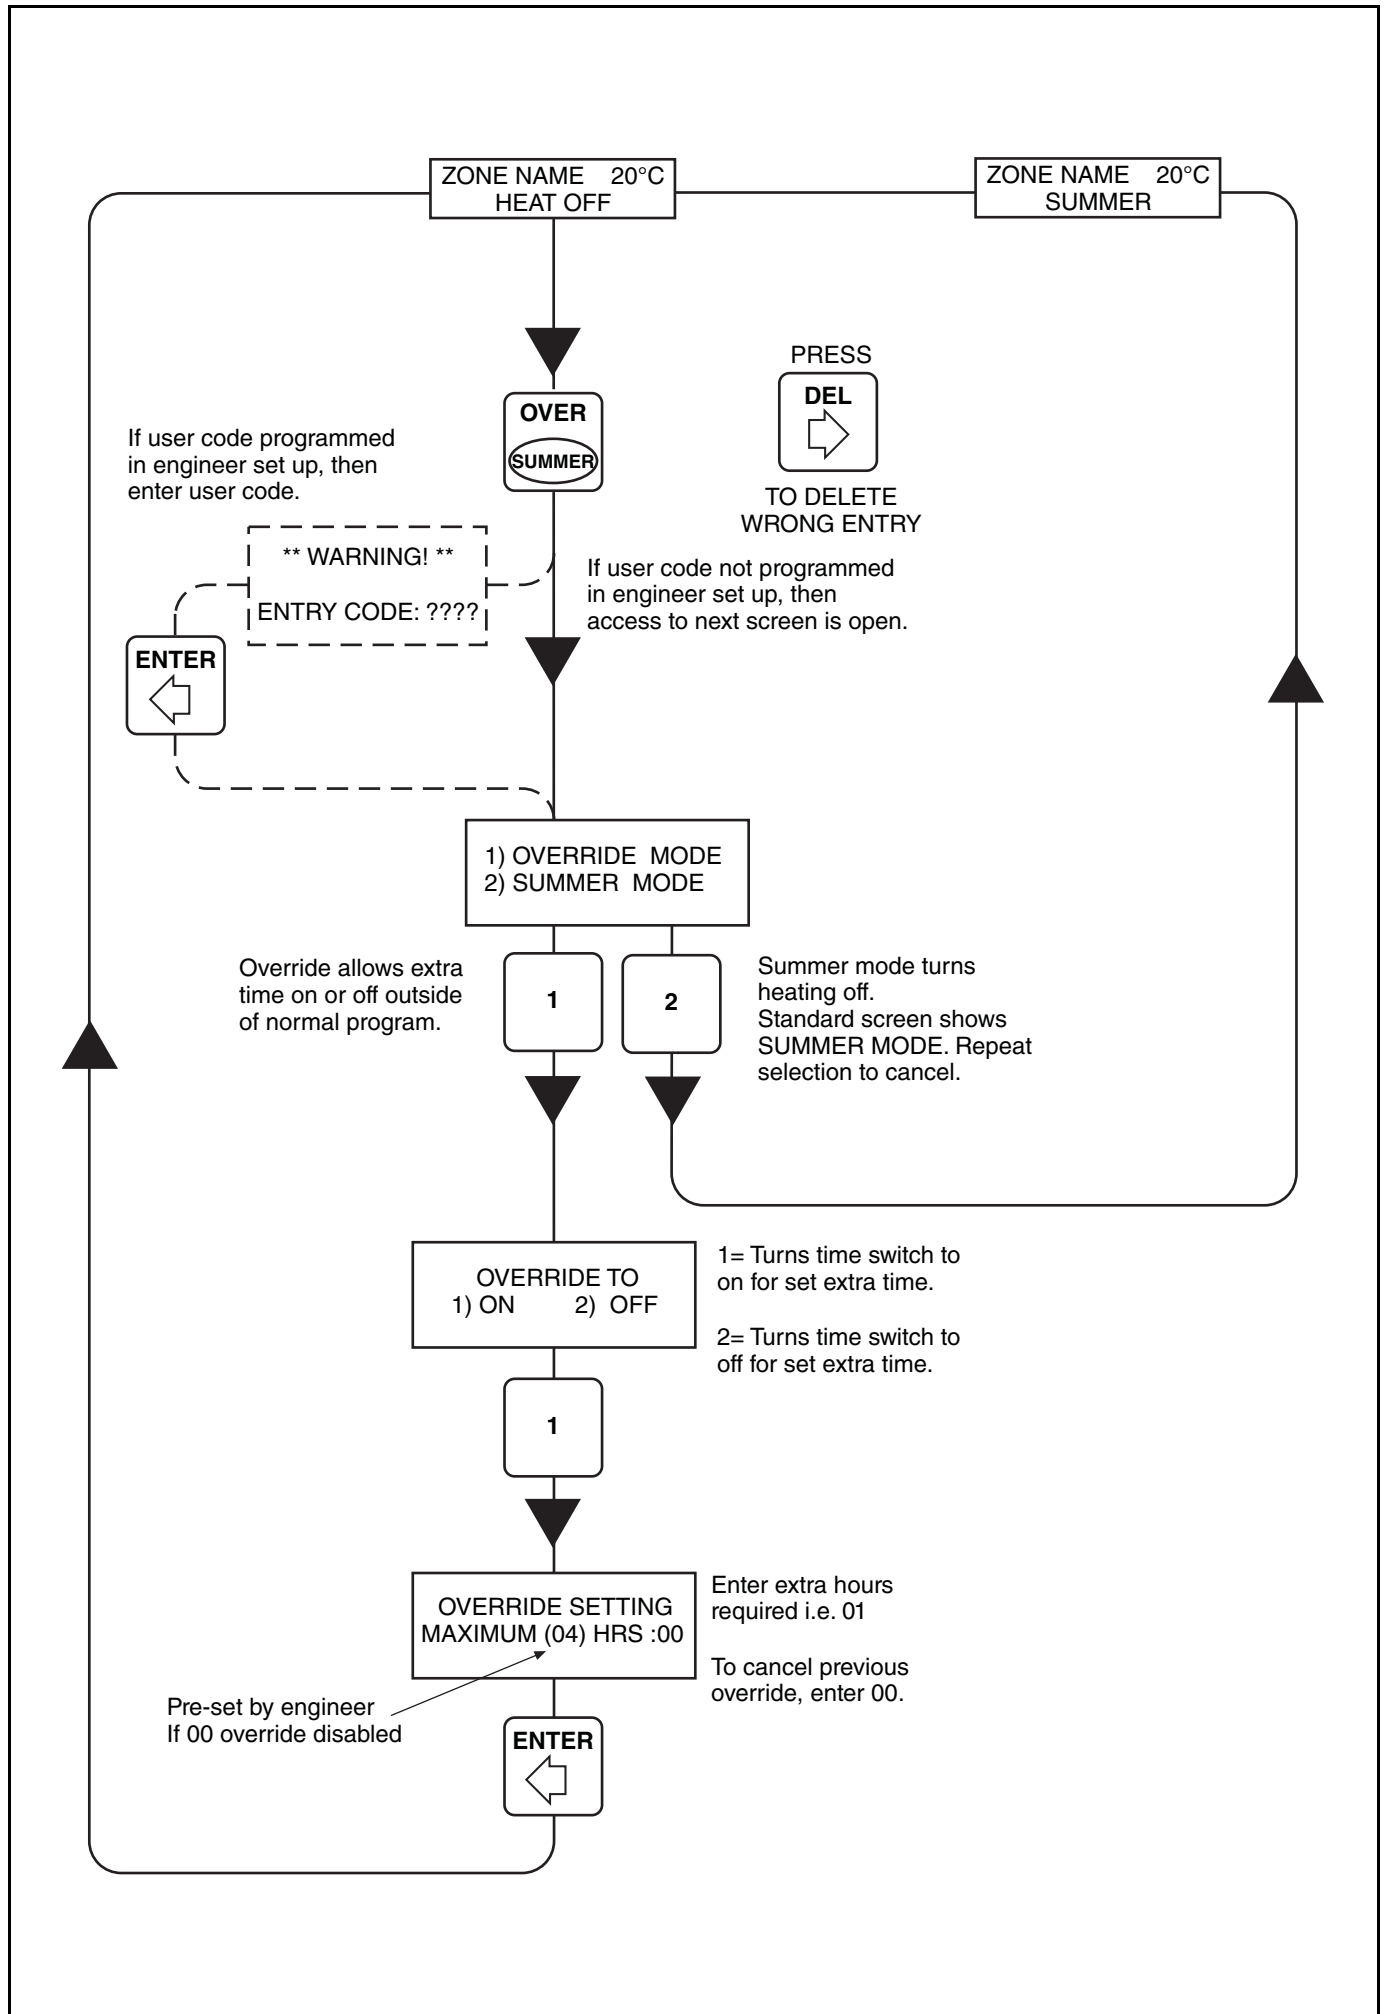 ZONE NAME 20°C
HEAT OFF
ZONE NAME 20°C
SUMMER
OVER
SUMMER
PRESS
DEL
TO DELETE
WRONG ENTRY
If user code programmed
in engineer set up, then
enter user code.
** WARNING! **
ENTRY CODE: ????
If user code not programmed
in engineer set up, then
access to next screen is open.
ENTER
1) OVERRIDE MODE
2) SUMMER MODE
Override allows extra
time on or off outside
of normal program.
1
2
Summer mode turns
heating off.
Standard screen shows
SUMMER MODE. Repeat
selection to cancel.
OVERRIDE TO
1) ON 2) OFF
1= Turns time switch to
on for set extra time.
2= Turns time switch to
off for set extra time.
1
OVERRIDE SETTING
MAXIMUM (04) HRS :00
Enter extra hours
required i.e. 01
To cancel previous
override, enter 00.
Pre-set by engineer
If 00 override disabled
ENTER